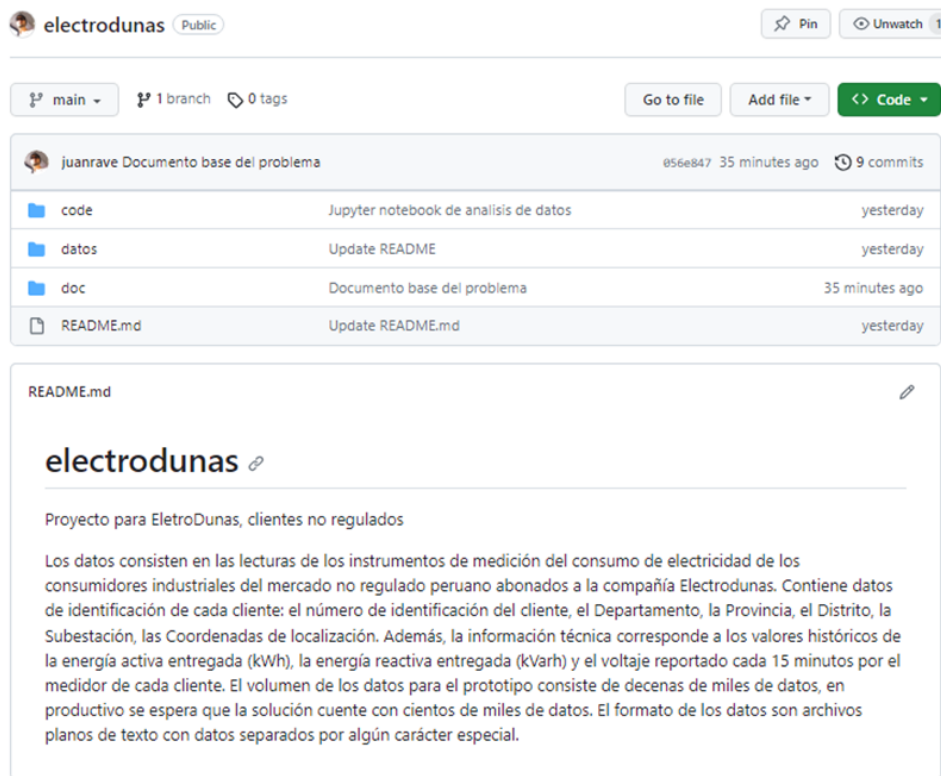 electrodunas Public Pin Unwatch 1
main 1 branch 0 tags Go to file Add file Code
juanrave Documento base del problema 056e847 35 minutes ago 9 commits
code Jupyter notebook de analisis de datos yesterday
datos Update README yesterday
doc Documento base del problema 35 minutes ago
README.md Update README.md yesterday
README.md
electrodunas
Proyecto para EletroDunas, clientes no regulados
Los datos consisten en las lecturas de los instrumentos de medición del consumo de electricidad de los
consumidores industriales del mercado no regulado peruano abonados a la compañía Electrodunas. Contiene datos
de identificación de cada cliente: el número de identificación del cliente, el Departamento, la Provincia, el Distrito, la
Subestación, las Coordenadas de localización. Además, la información técnica corresponde a los valores históricos de
la energía activa entregada (kWh), la energía reactiva entregada (kVarh) y el voltaje reportado cada 15 minutos por el
medidor de cada cliente. El volumen de los datos para el prototipo consiste de decenas de miles de datos, en
productivo se espera que la solución cuente con cientos de miles de datos. El formato de los datos son archivos
planos de texto con datos separados por algún carácter especial.